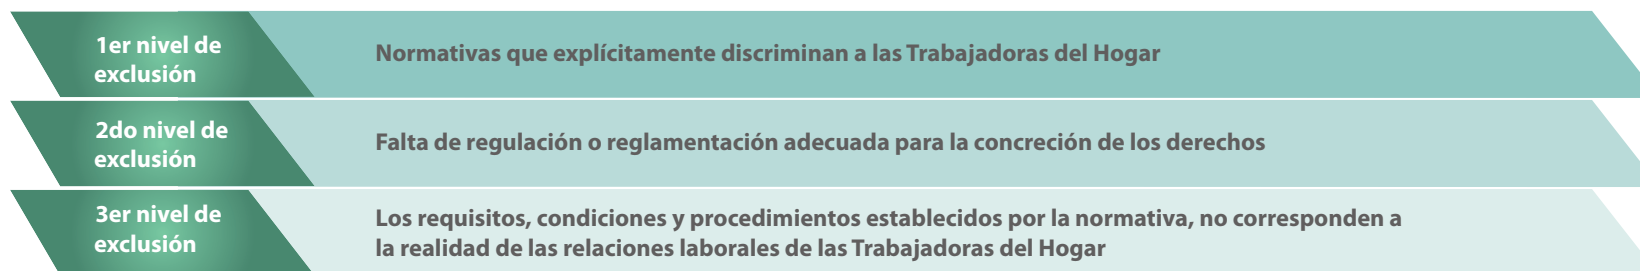 1er nivel de
exclusión
Normativas que explícitamente discriminan a las Trabajadoras del Hogar
2do nivel de
exclusión
Falta de regulación o reglamentación adecuada para la concreción de los derechos
3er nivel de
exclusión
Los requisitos, condiciones y procedimientos establecidos por la normativa, no corresponden a
la realidad de las relaciones laborales de las Trabajadoras del Hogar